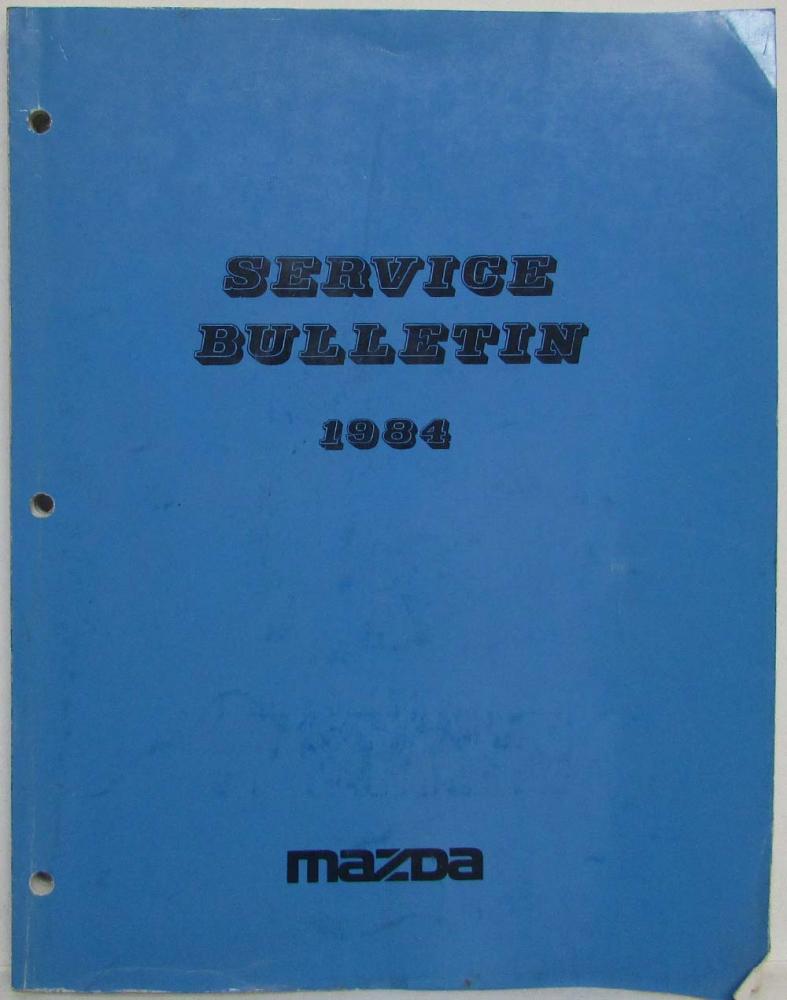 SERVICE
BULLETIN
1984
mazda